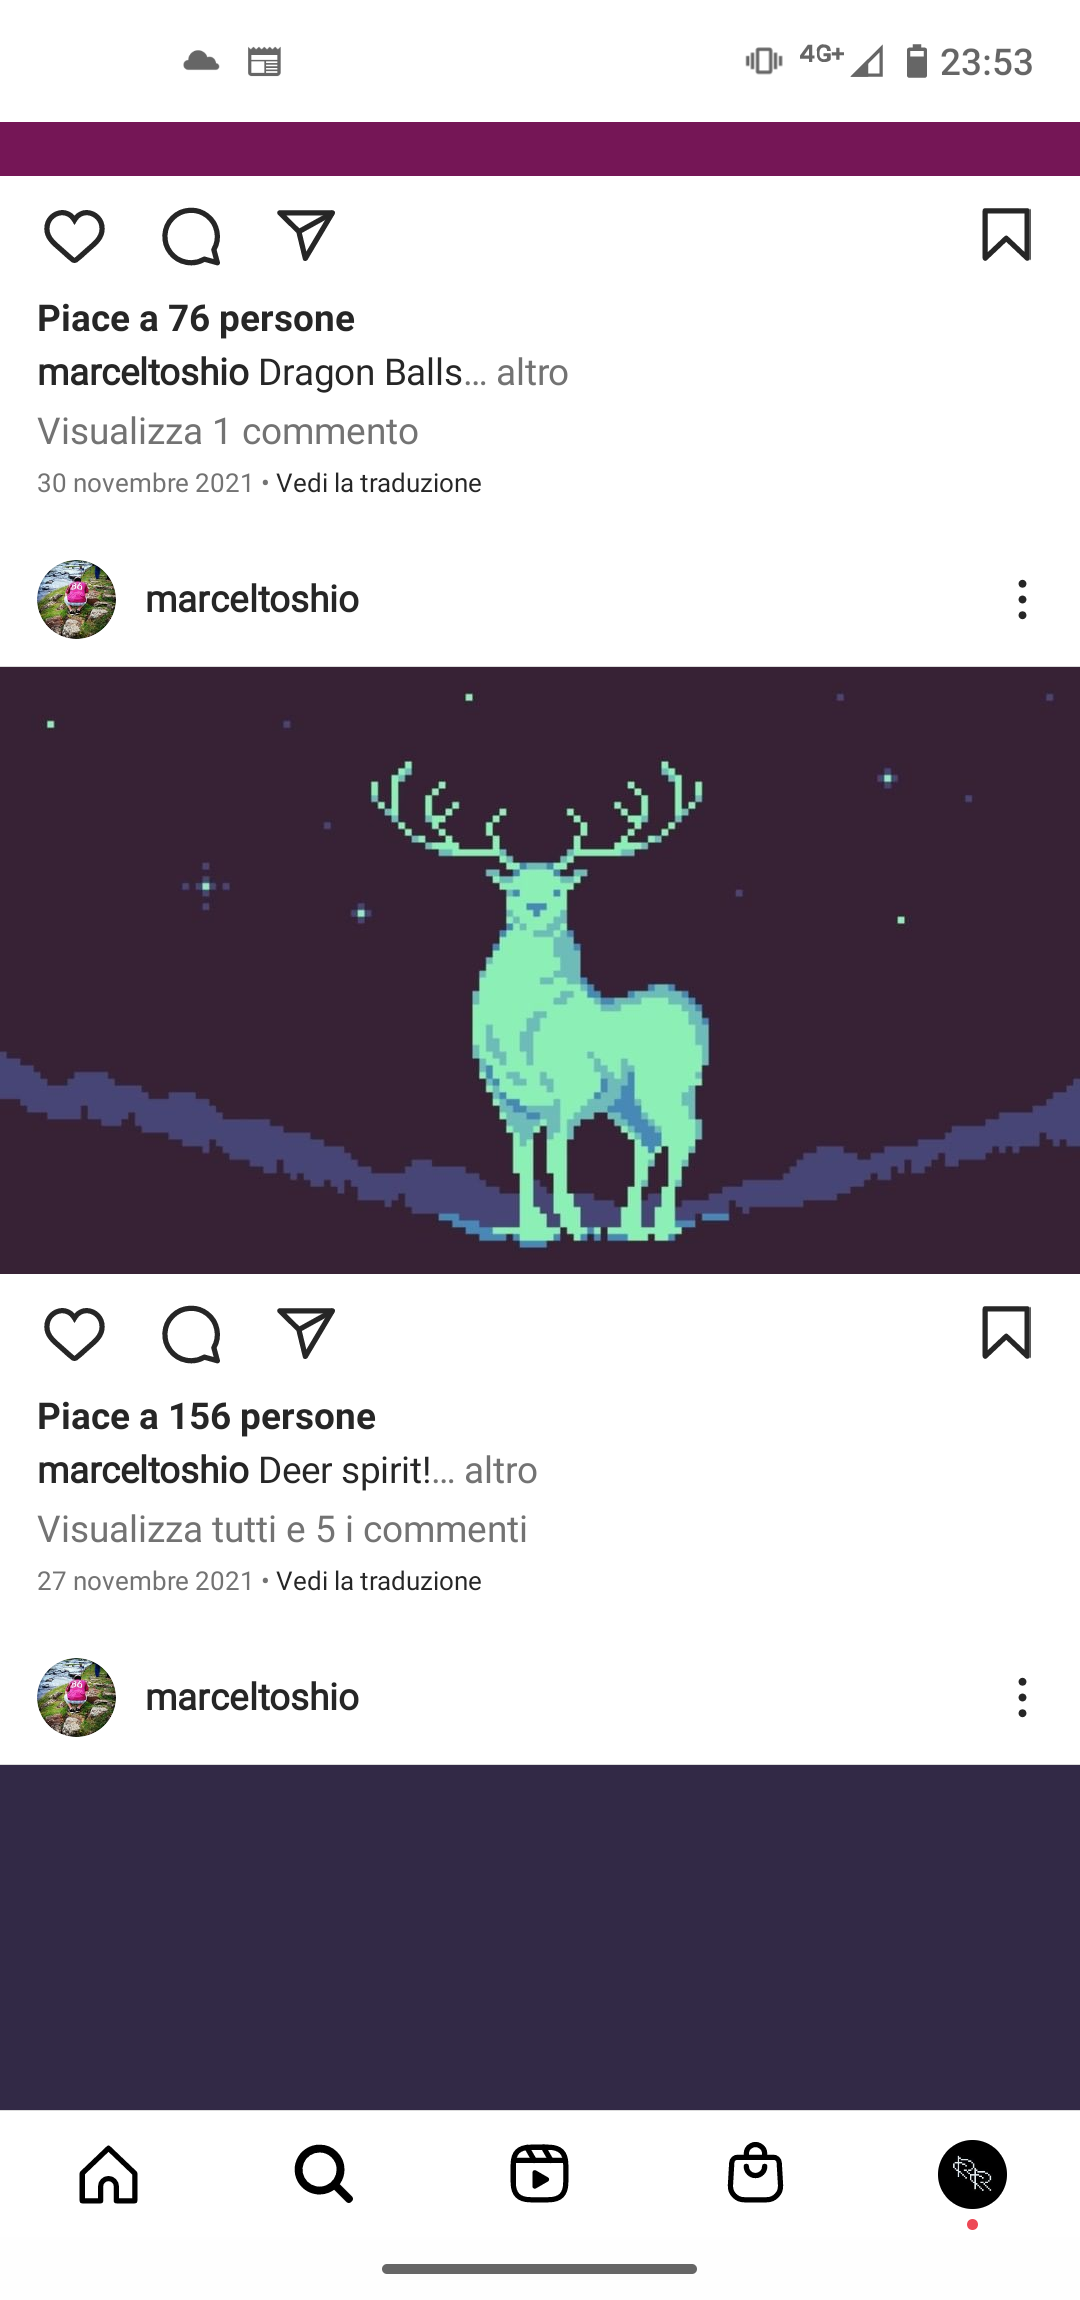 4G+ 23:53
Piace a 76 persone
marceltoshio Dragon Balls... altro
Visualizza 1 commento
30 novembre 2021 • Vedi la traduzione
marceltoshio
Piace a 156 persone
marceltoshio Deer spirit!... altro
Visualizza tutti e 5 i commenti
27 novembre 2021 • Vedi la traduzione
marceltoshio